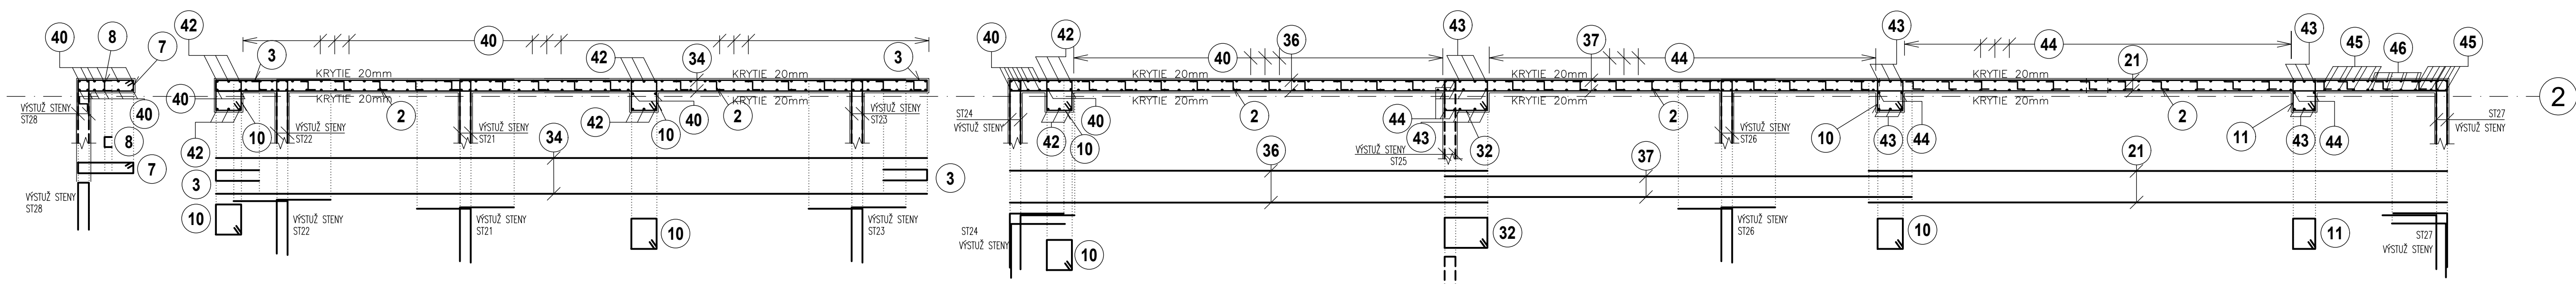 42 40 43 36 37 43 44 43
40 8 7 3 42 34 3 40 42 40 44 21 45 46 45
KRYTIE 20mm KRYTIE 20mm KRYTIE 20mm KRYTIE 20mm KRYTIE 20mm
KRYTIE 20mm KRYTIE 20mm KRYTIE 20mm KRYTIE 20mm KRYTIE 20mm
2
VÝSTUŽ STENY
ST28
40 40 2 40 2
VÝSTUŽ STENY
ST23
ST24
VÝSTUŽ STENY
40 2 44 2 44 2 44
ST27
VÝSTUŽ STENY
8 42 10
VÝSTUŽ STENY
ST22
VÝSTUŽ STENY
ST21
42 10 42 10 43 32
VÝSTUŽ STENY
ST26
10 43 11 43
34
VÝSTUŽ STENY
ST25
7 3 3 36 37 21
VÝSTUŽ STENY
ST28
10
VÝSTUŽ STENY
ST22
VÝSTUŽ STENY
ST21
10
VÝSTUŽ STENY
ST23
ST24
VÝSTUŽ STENY
10 32
VÝSTUŽ STENY
ST26
10 11
ST27
VÝSTUŽ STENY